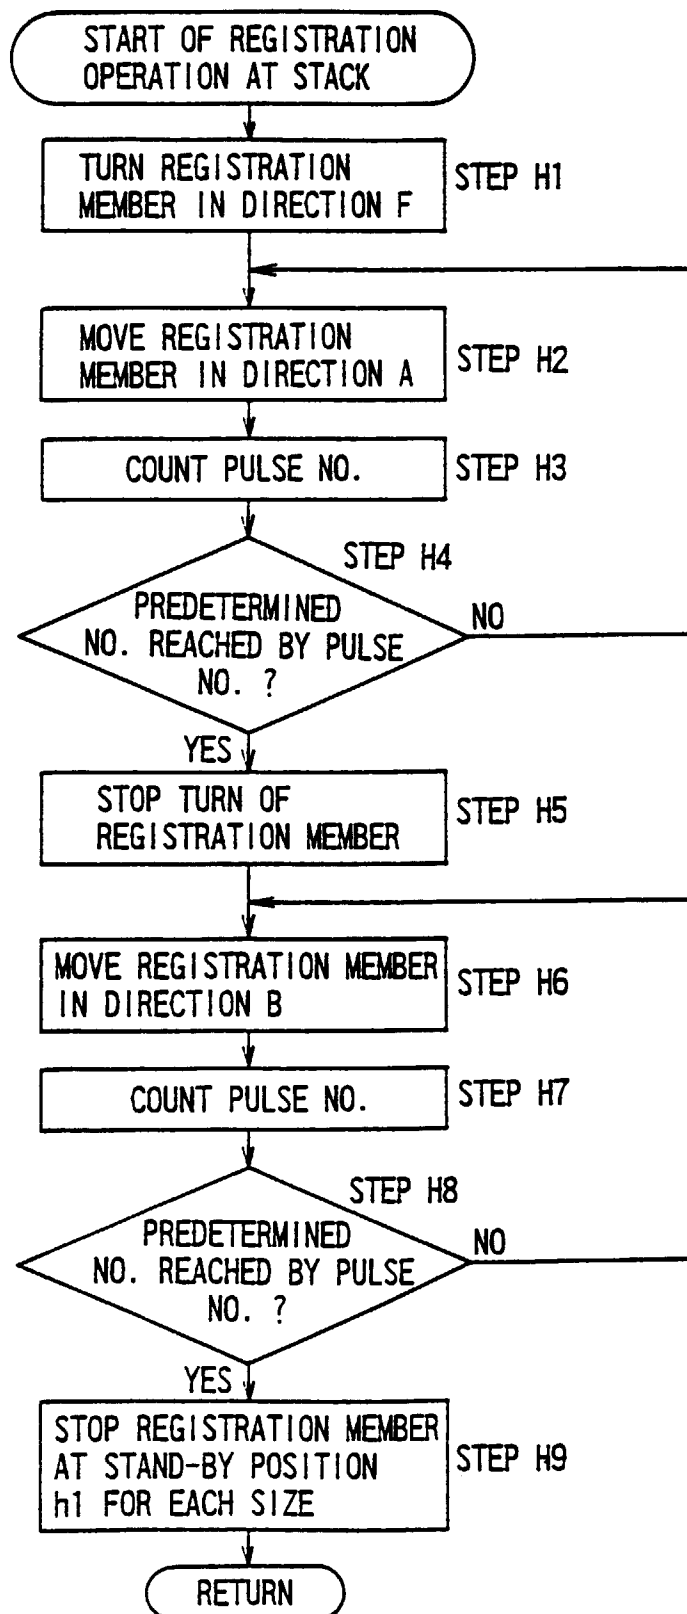 START OF REGISTRATION
OPERATION AT STACK
TURN REGISTRATION
MEMBER IN DIRECTION F
STEP H1
MOVE REGISTRATION
MEMBER IN DIRECTION A
STEP H2
COUNT PULSE NO.
STEP H3
STEP H4
PREDETERMINED
NO. REACHED BY PULSE
NO. ?
NO
YES
STOP TURN OF
REGISTRATION MEMBER
STEP H5
MOVE REGISTRATION MEMBER
IN DIRECTION B
STEP H6
COUNT PULSE NO.
STEP H7
STEP H8
PREDETERMINED
NO. REACHED BY PULSE
NO. ?
NO
YES
STOP REGISTRATION MEMBER
AT STAND-BY POSITION
h1 FOR EACH SIZE
STEP H9
RETURN